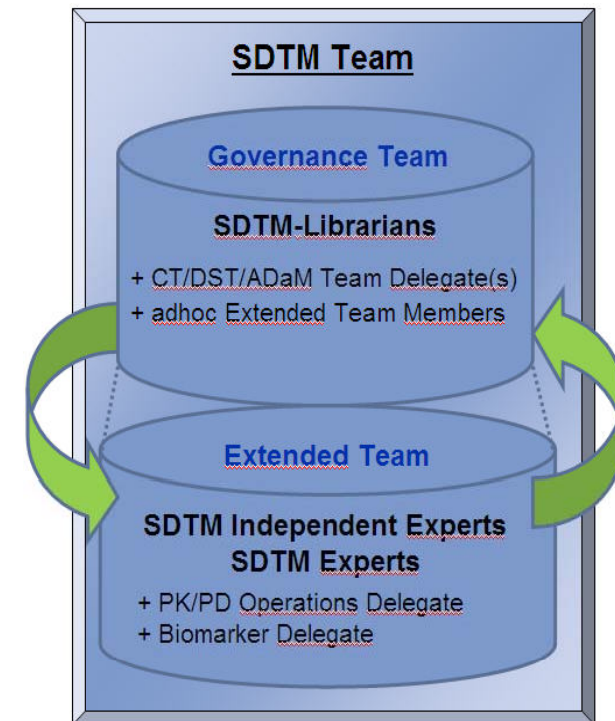 SDTM Team
Governance Team
SDTM-Librarians
+ CT/DST/ADaM Team Delegate(s)
+ adhoc Extended Team Members
Extended Team
SDTM Independent Experts
SDTM Experts
+ PK/PD Operations Delegate
+ Biomarker Delegate